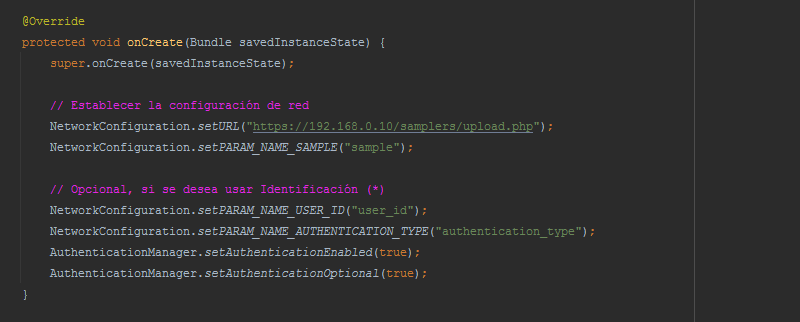 @Override
protected void onCreate(Bundle savedInstanceState) {
super.onCreate(savedInstanceState);
// Establecer la configuración de red
NetworkConfiguration.setURL("https://192.168.0.10/samplers/upload.php");
NetworkConfiguration.setPARAM_NAME_SAMPLE("sample");
// Opcional, si se desea usar Identificación (*)
NetworkConfiguration.setPARAM_NAME_USER_ID("user_id");
NetworkConfiguration.setPARAM_NAME_AUTHENTICATION_TYPE("authentication_type");
AuthenticationManager.setAuthenticationEnabled(true);
AuthenticationManager.setAuthenticationOptional(true);
}